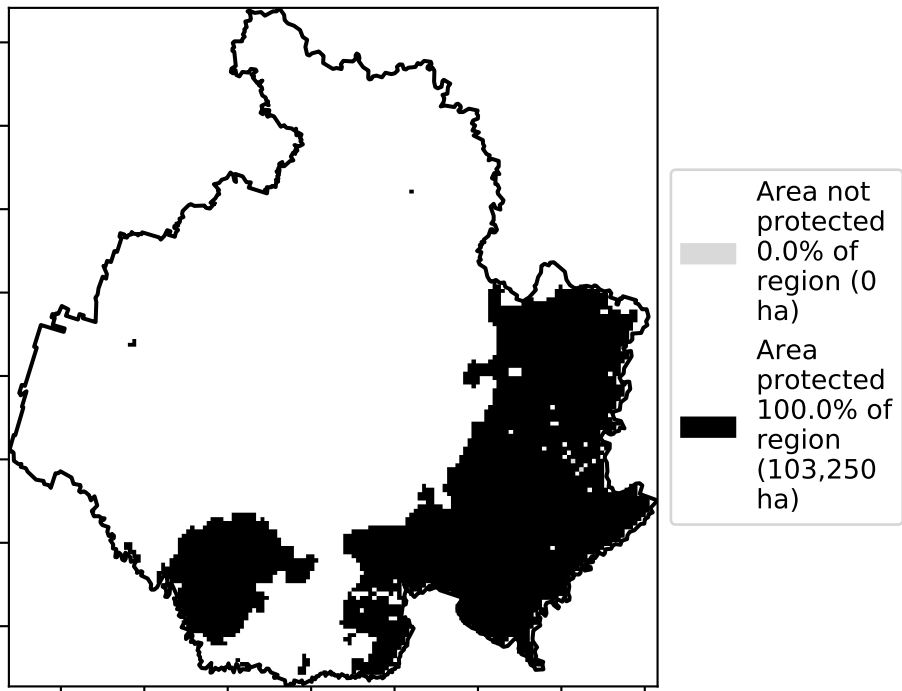 Area not
protected
0.0% of
region (0
ha)
Area
protected
100.0% of
region
(103,250
ha)